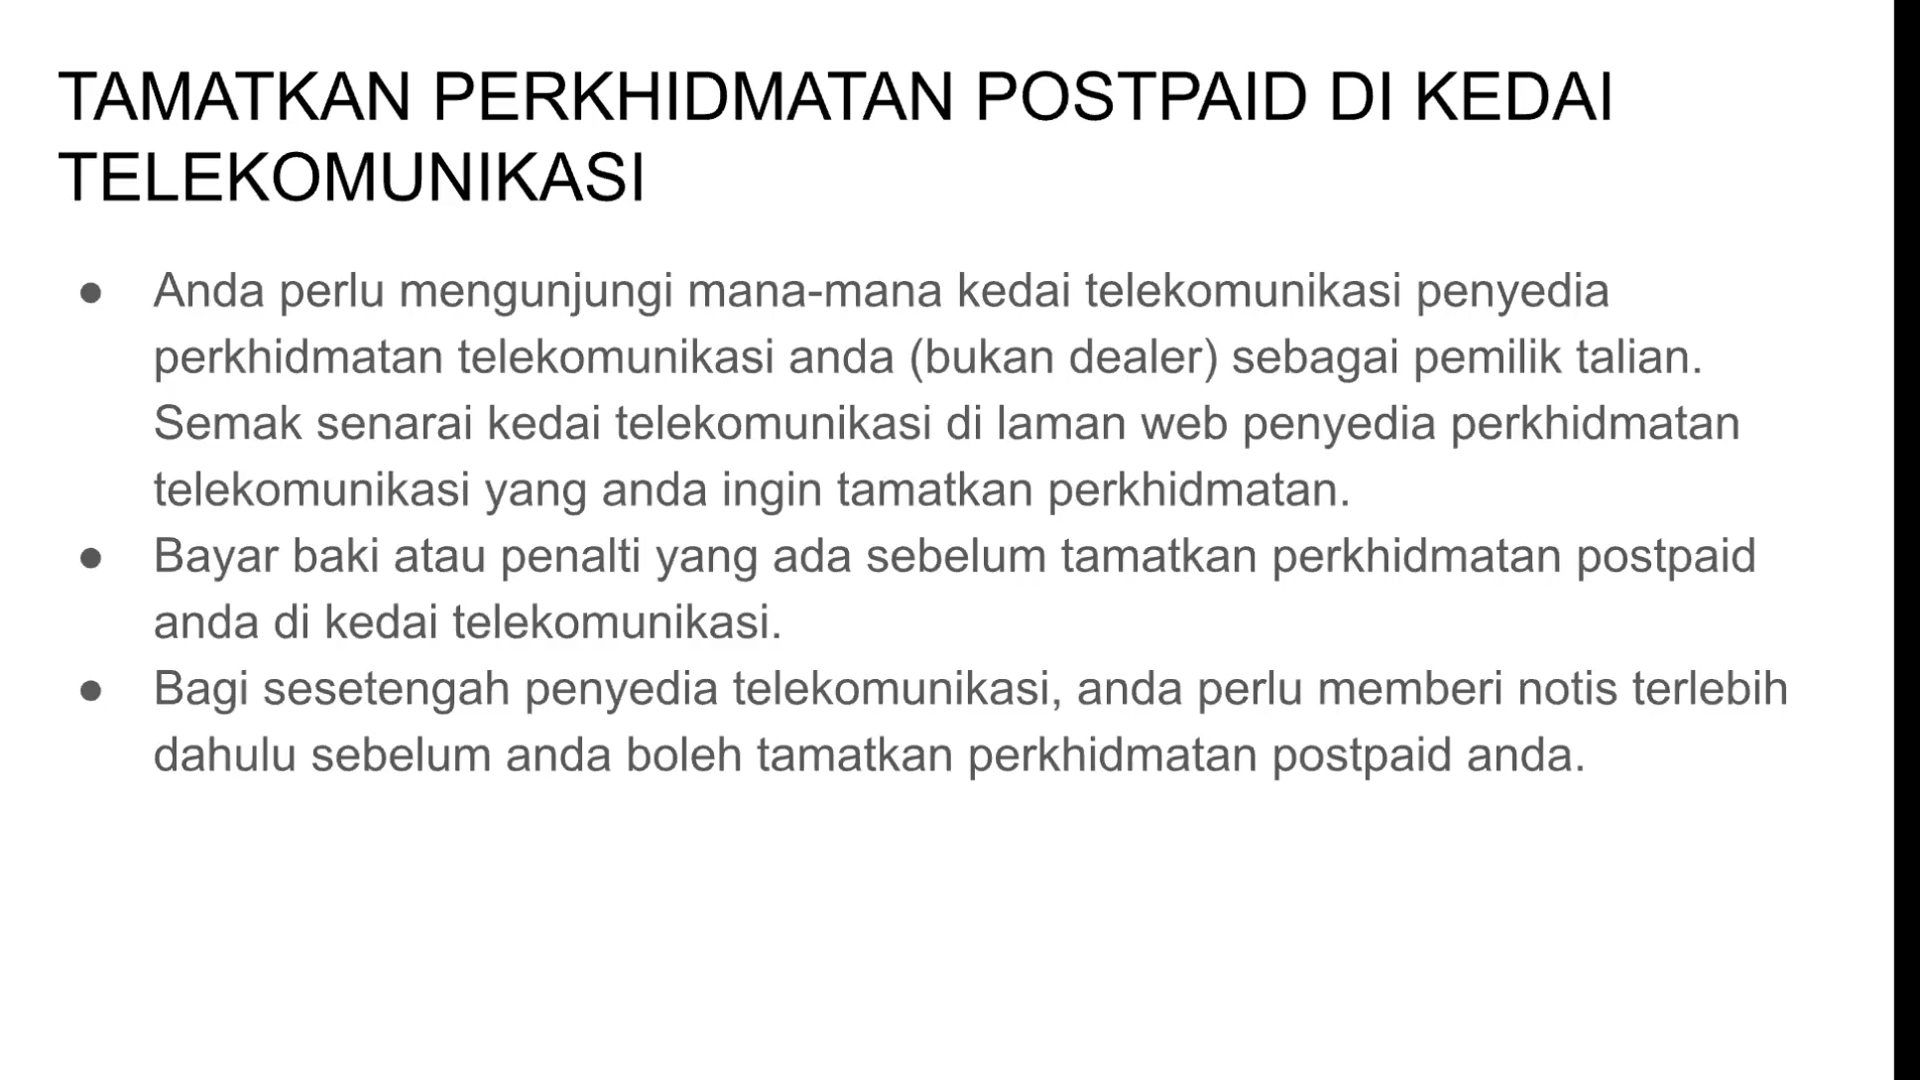 TAMATKAN PERKHIDMATAN POSTPAID DI KEDAI
TELEKOMUNIKASI
● Anda perlu mengunjungi mana-mana kedai telekomunikasi penyedia
perkhidmatan telekomunikasi anda (bukan dealer) sebagai pemilik talian.
Semak senarai kedai telekomunikasi di laman web penyedia perkhidmatan
telekomunikasi yang anda ingin tamatkan perkhidmatan.
● Bayar baki atau penalti yang ada sebelum tamatkan perkhidmatan postpaid
anda di kedai telekomunikasi.
● Bagi sesetengah penyedia telekomunikasi, anda perlu memberi notis terlebih
dahulu sebelum anda boleh tamatkan perkhidmatan postpaid anda.